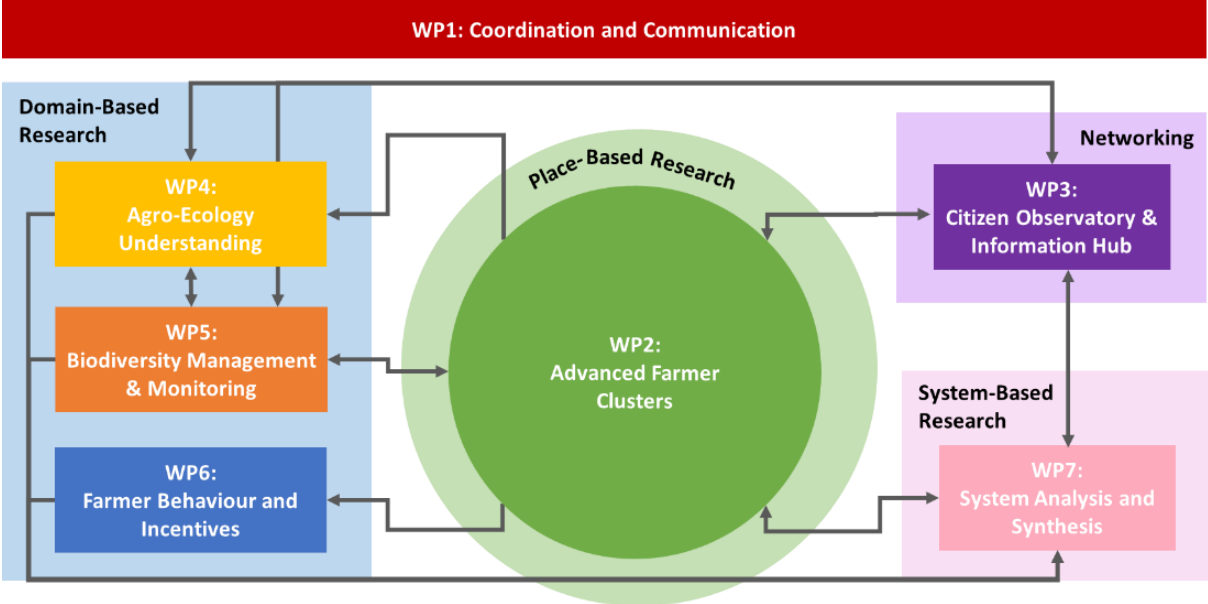 WP1: Coordination and Communication
Domain-Based
Research
WP4:
Agro-Ecology
Understanding
WP5:
Biodiversity Management
& Monitoring
WP6:
Farmer Behaviour and
Incentives
Place-Based Research
WP2:
Advanced Farmer
Clusters
Networking
WP3:
Citizen Observatory &
Information Hub
System-Based
Research
WP7:
System Analysis and
Synthesis